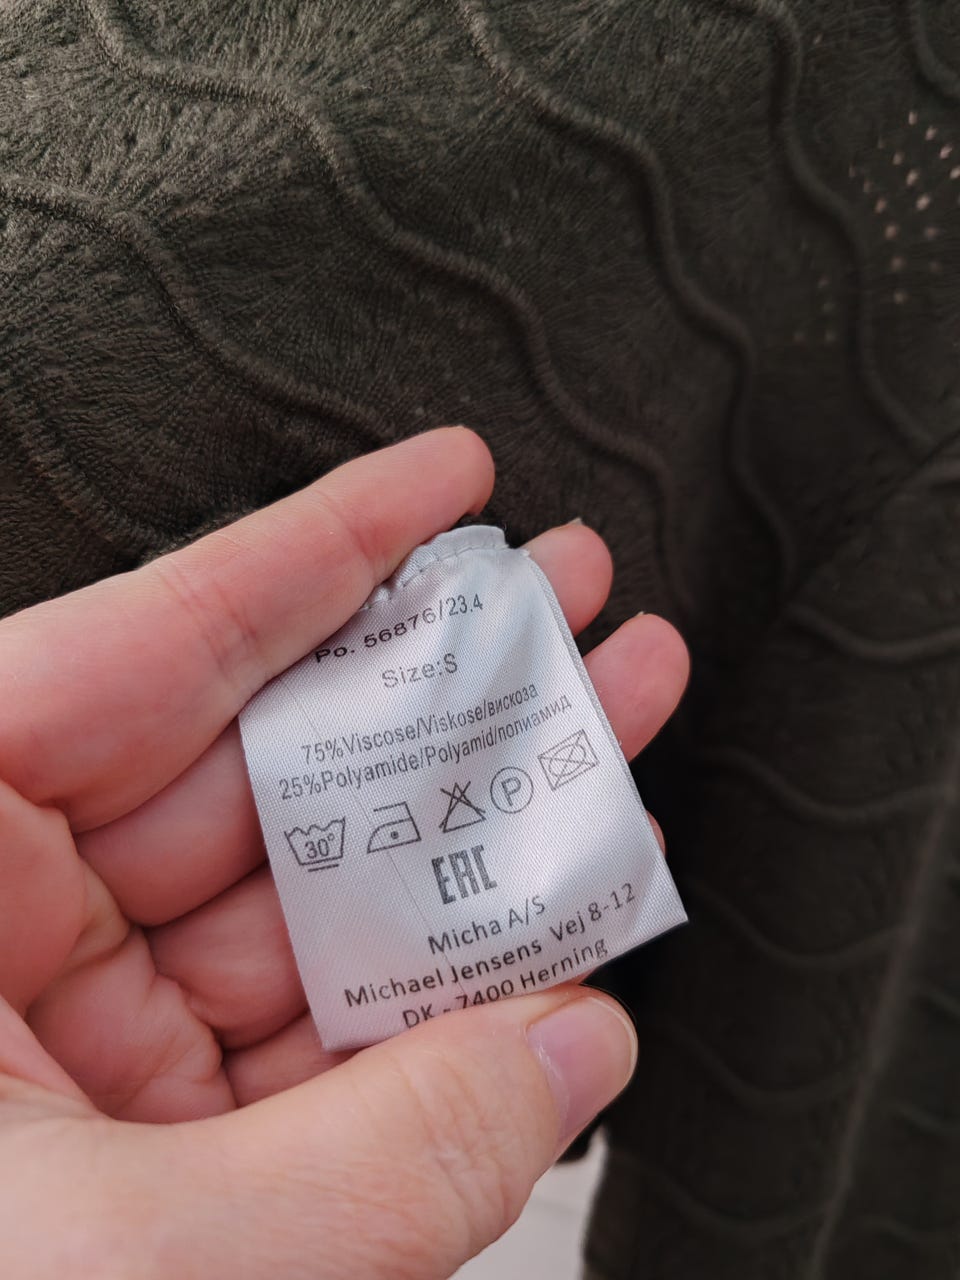 Po. 56876/23.4
Size:S
75%Viscose/Viskose/вискоза
25%Polyamide/Polyamid/полиамид
30° P
EAC
Micha A/S
Michael Jensens Vej 8-12
DK - 7400 Herning